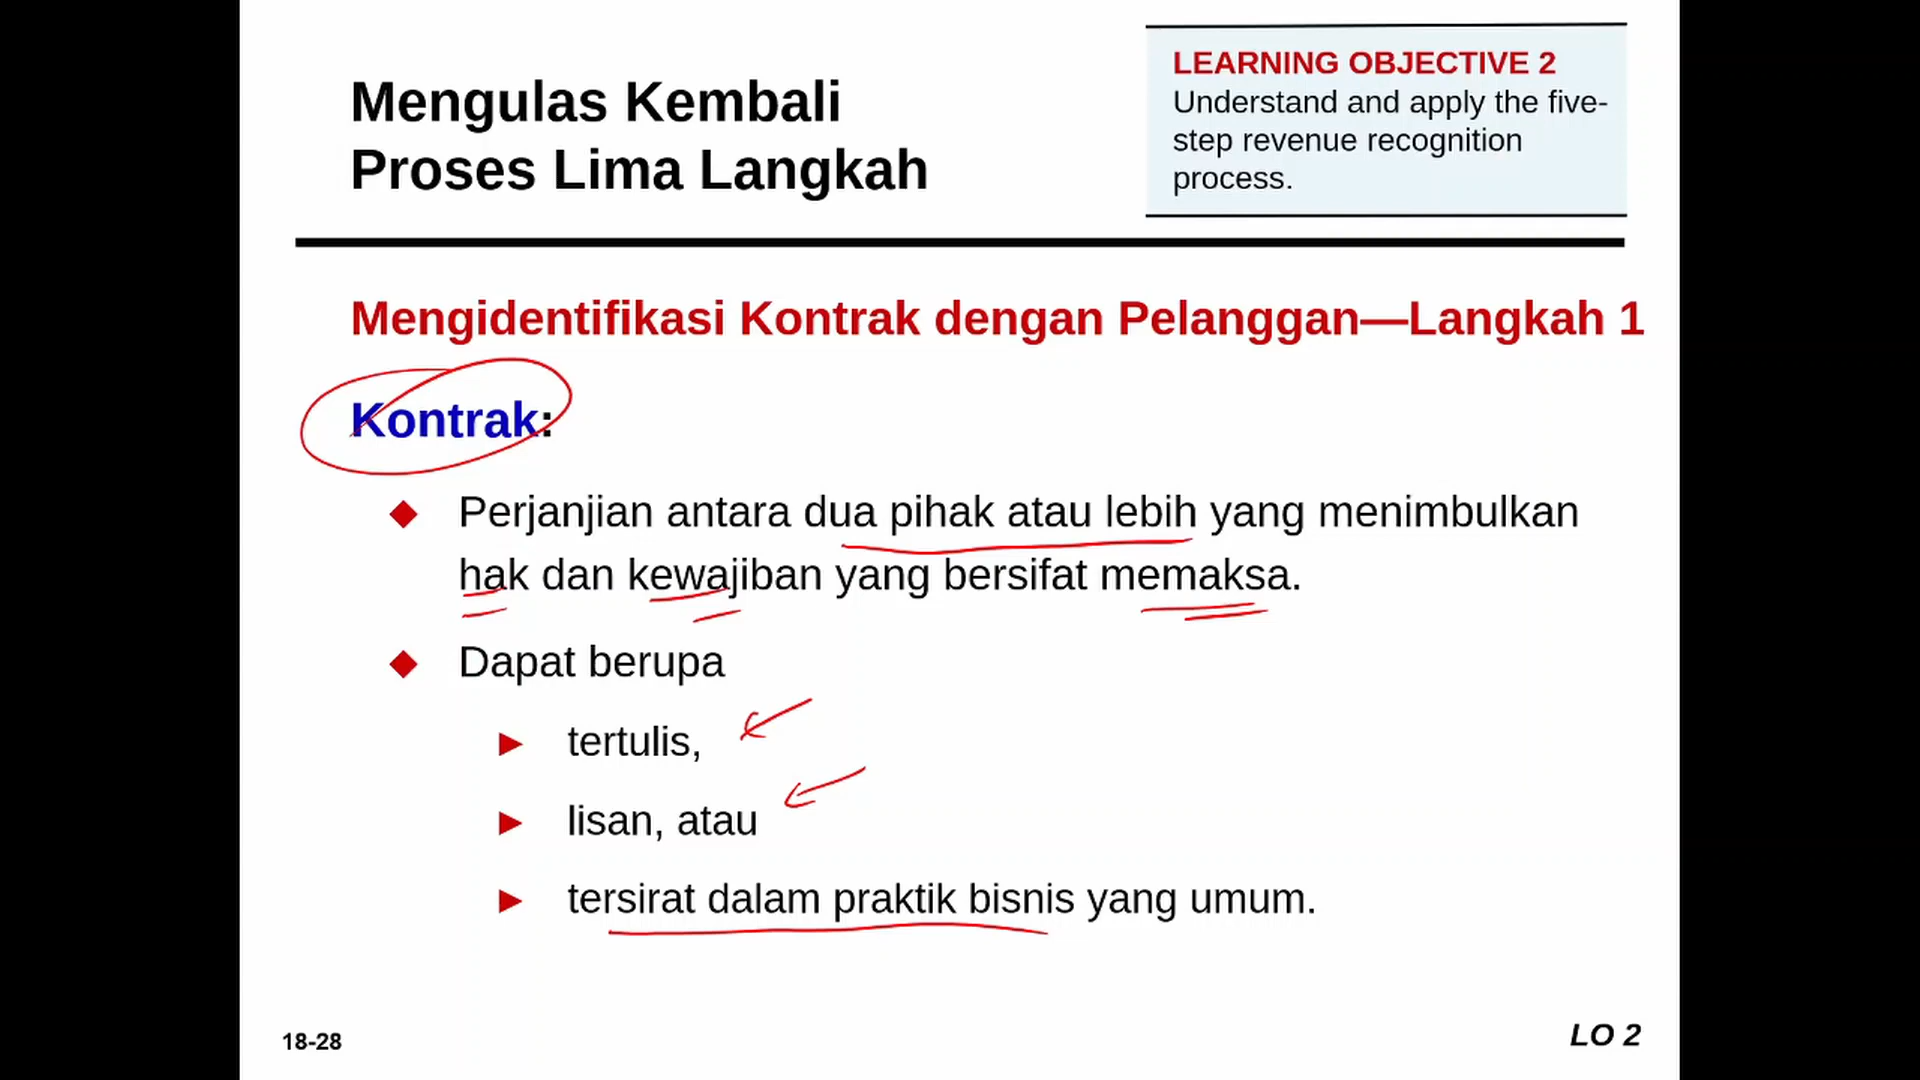 Mengulas Kembali
Proses Lima Langkah
LEARNING OBJECTIVE 2
Understand and apply the five-
step revenue recognition
process.
Mengidentifikasi Kontrak dengan Pelanggan—Langkah 1
Kontrak:
Perjanjian antara dua pihak atau lebih yang menimbulkan
hak dan kewajiban yang bersifat memaksa.
Dapat berupa
tertulis,
lisan, atau
tersirat dalam praktik bisnis yang umum.
18-28
LO 2